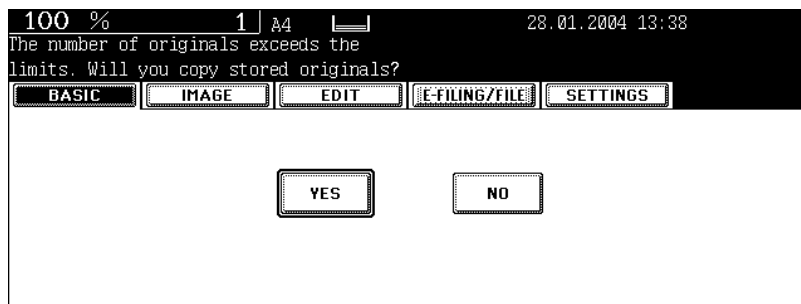 100 % 1 A4 28.01.2004 13:38
The number of originals exceeds the
limits. Will you copy stored originals?
BASIC IMAGE EDIT E-FILING/FILE SETTINGS
YES NO